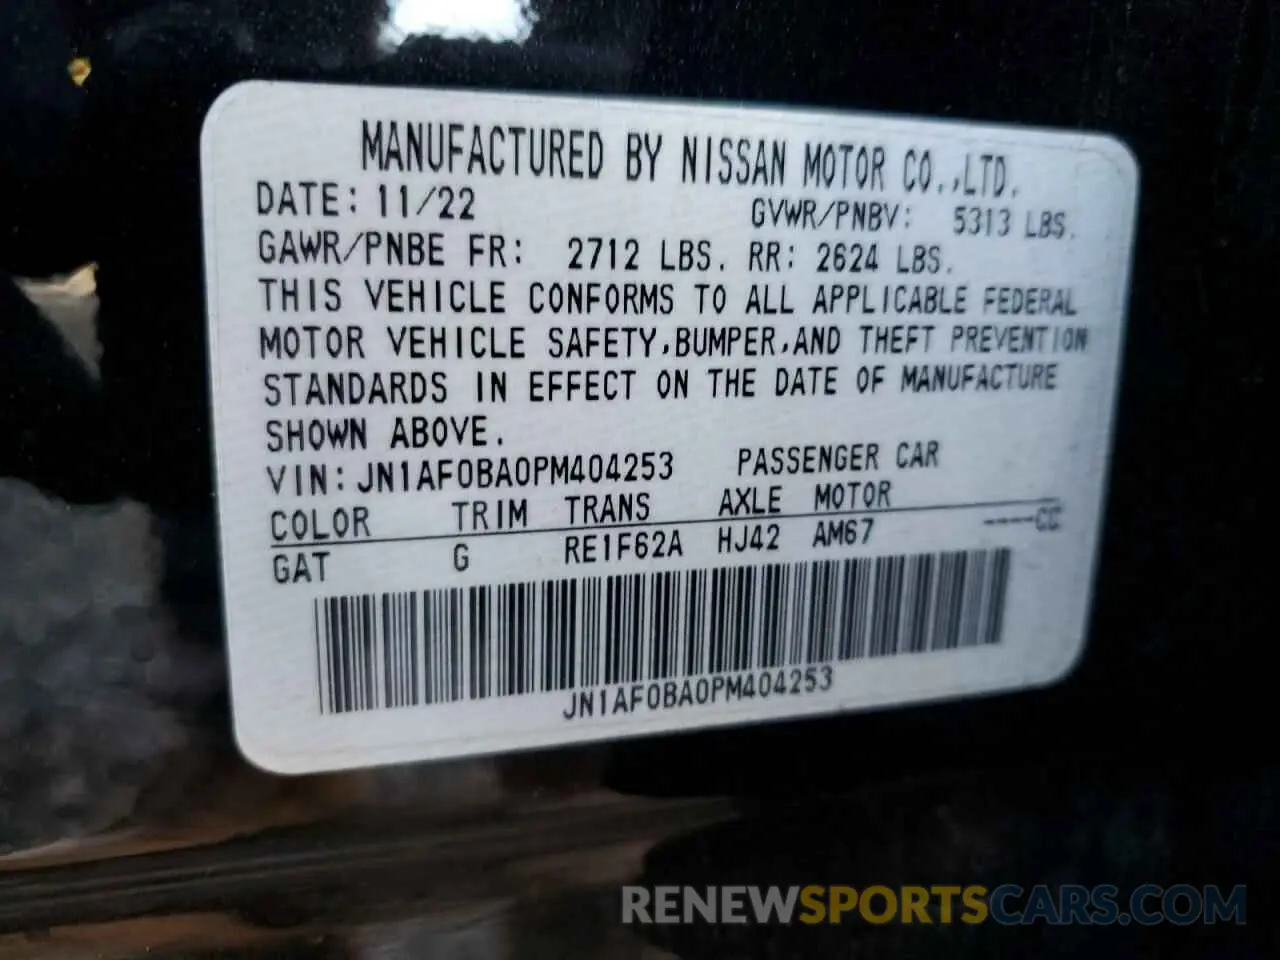 MANUFACTURED BY NISSAN MOTOR CO.,LTD.
DATE: 11/22 GVWR/PNBV: 5313 LBS.
GAWR/PNBE FR: 2712 LBS. RR: 2624 LBS.
THIS VEHICLE CONFORMS TO ALL APPLICABLE FEDERAL
MOTOR VEHICLE SAFETY,BUMPER,AND THEFT PREVENTION
STANDARDS IN EFFECT ON THE DATE OF MANUFACTURE
SHOWN ABOVE.
VIN: JN1AF0BA0PM404253 PASSENGER CAR
COLOR TRIM TRANS AXLE MOTOR
GAT G RE1F62A HJ42 AM67 ----CC
JN1AF0BA0PM404253
RENEWSPORTSCARS.COM